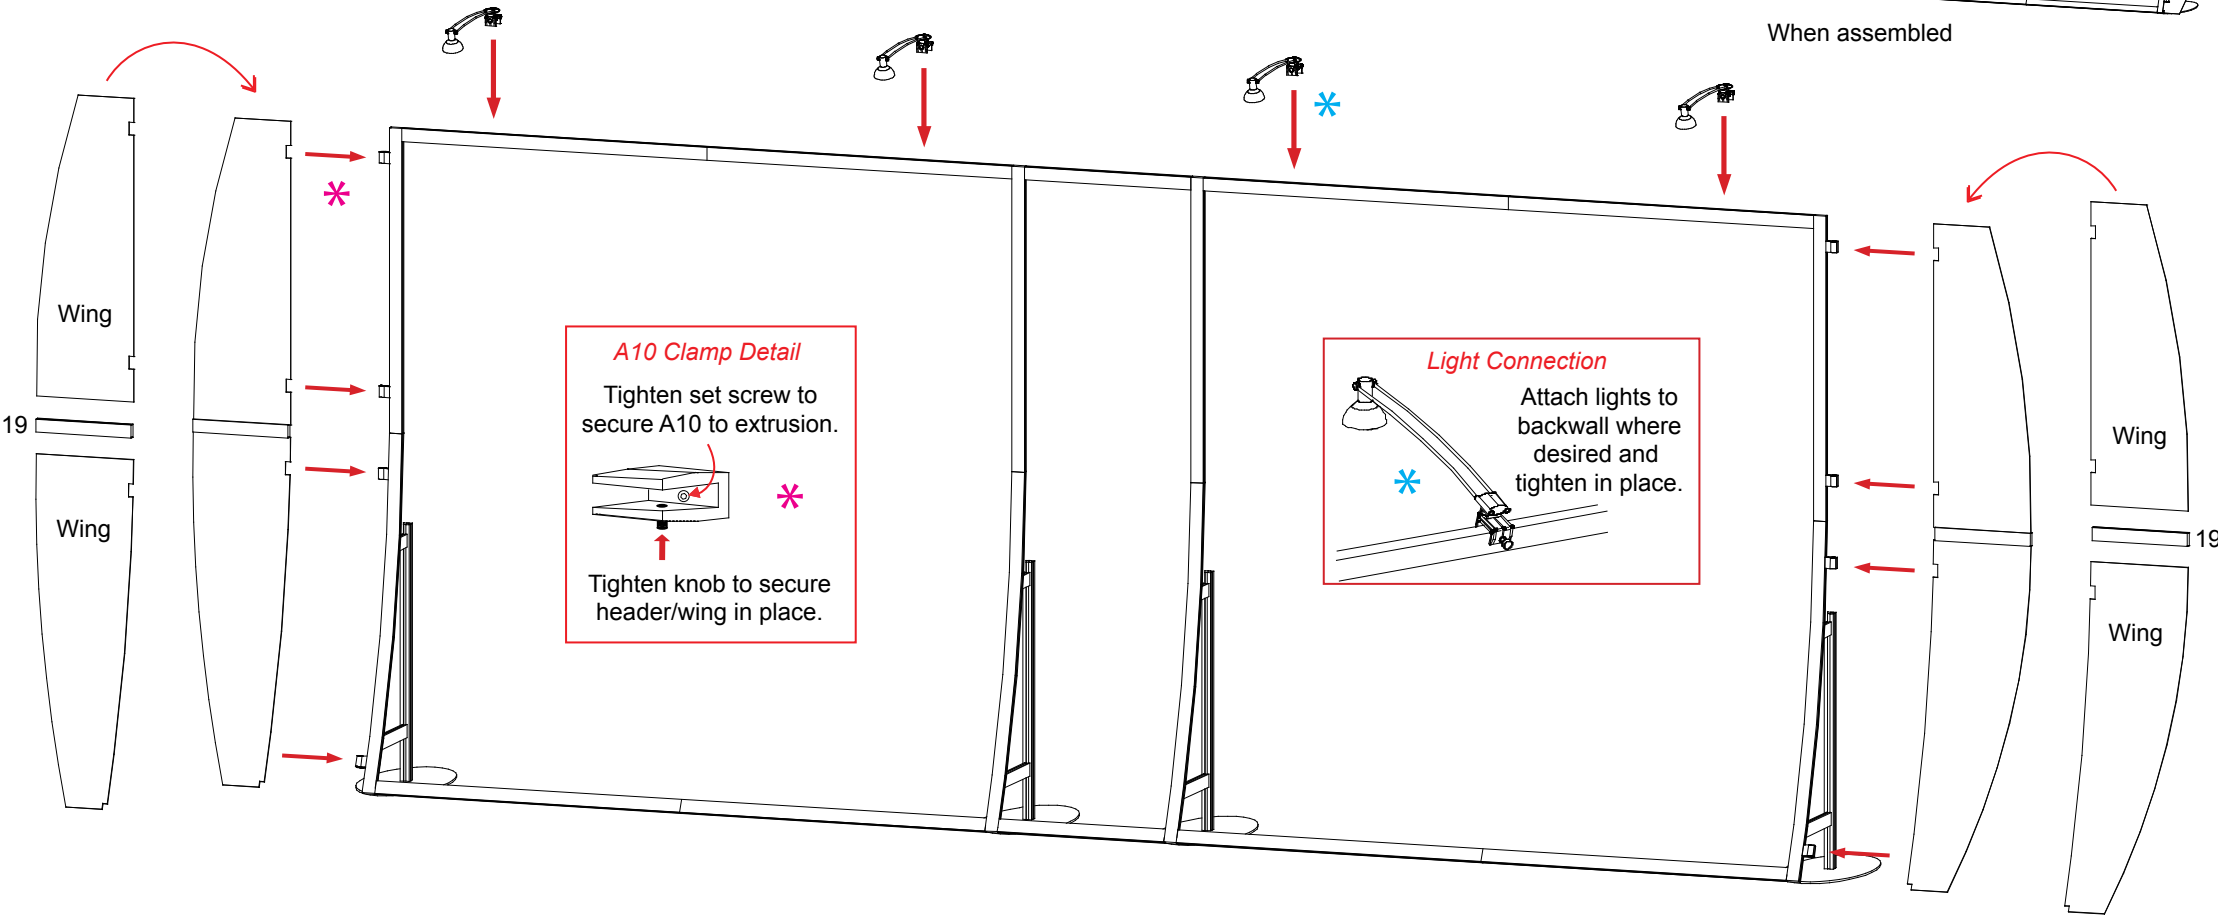 When assembled
Wing
19
Wing
A10 Clamp Detail
Tighten set screw to
secure A10 to extrusion.
Tighten knob to secure
header/wing in place.
Light Connection
Attach lights to
backwall where
desired and
tighten in place.
Wing
19
Wing